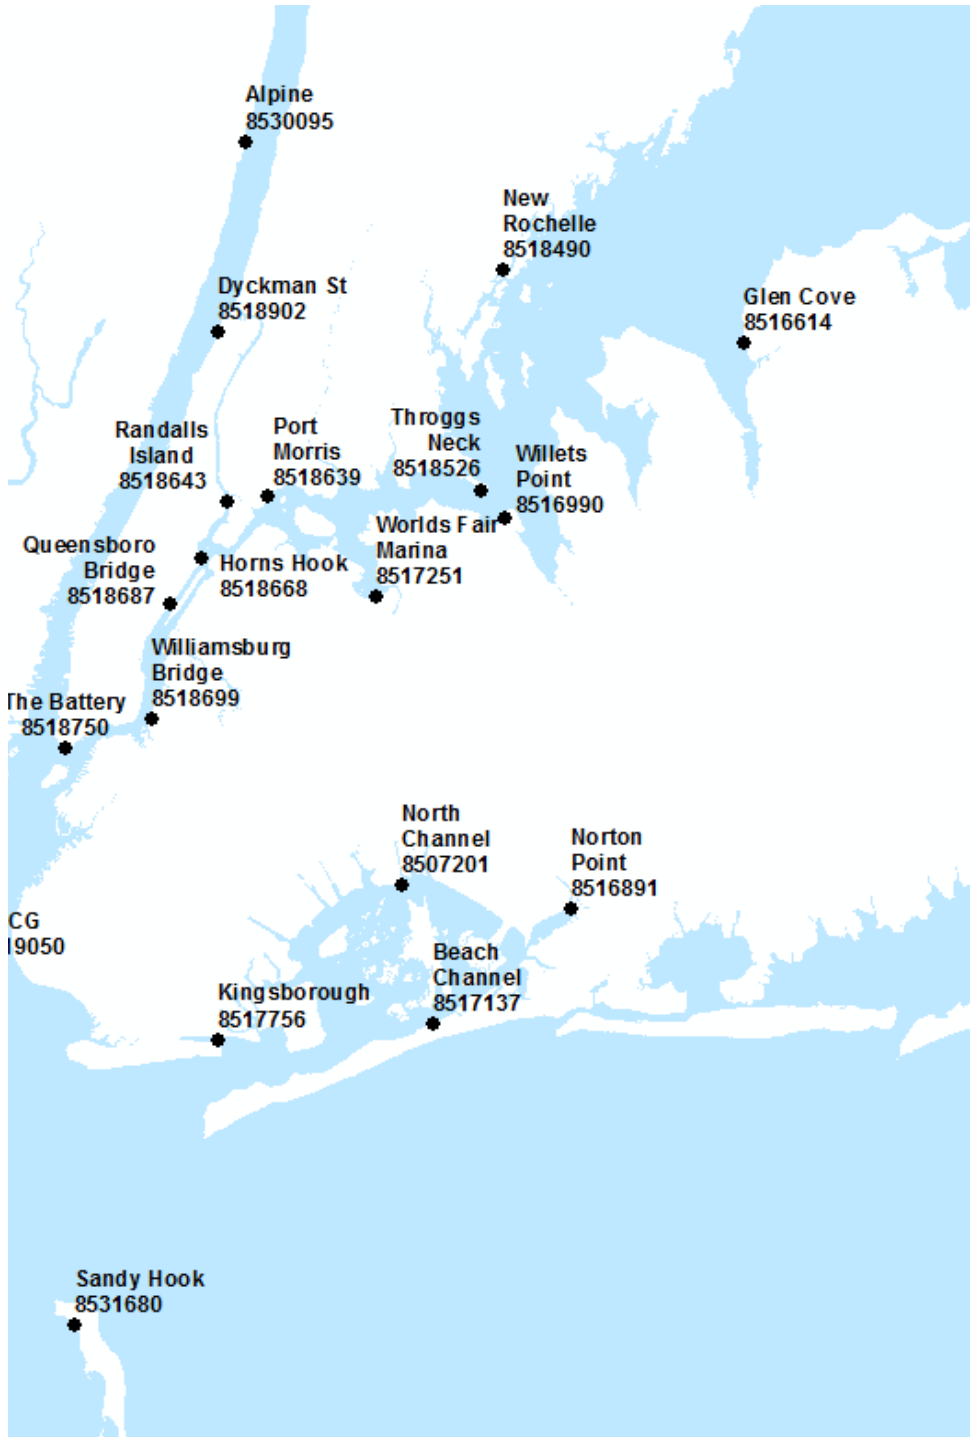 Alpine
8530095
New
Rochelle
8518490
Dyckman St
8518902
Glen Cove
8516614
Throggs
Neck
8518526
Randalls
Island
8518643
Port
Morris
8518639
Willets
Point
8516990
Worlds Fair
Marina
8517251
Queensboro
Bridge
8518687
Horns Hook
8518668
Williamsburg
Bridge
8518699
The Battery
8518750
North
Channel
8507201
Norton
Point
8516891
CG
19050
Beach
Channel
8517137
Kingsborough
8517756
Sandy Hook
8531680